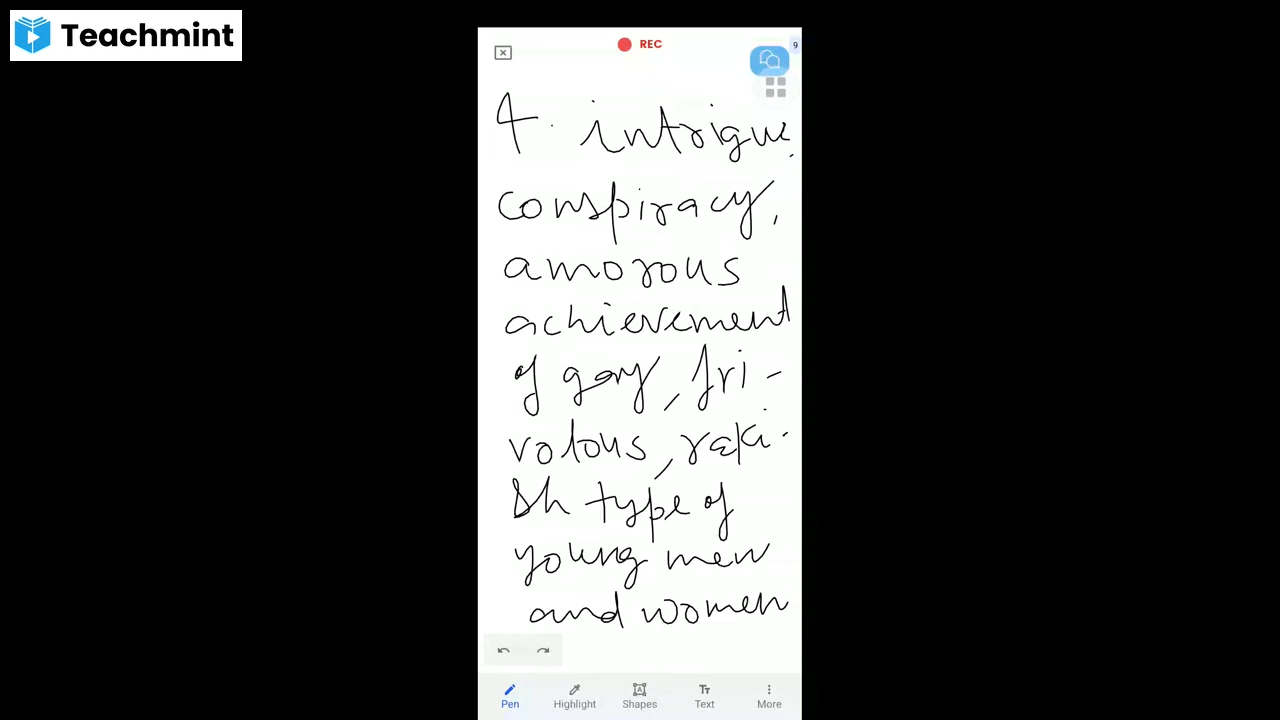 Teachmint
REC
9
4. intrigue,
conspiracy,
amorous
achievement
of gay, fri-
volous, raki-
sh type of
young men
and women
Pen
Highlight
Shapes
Text
More